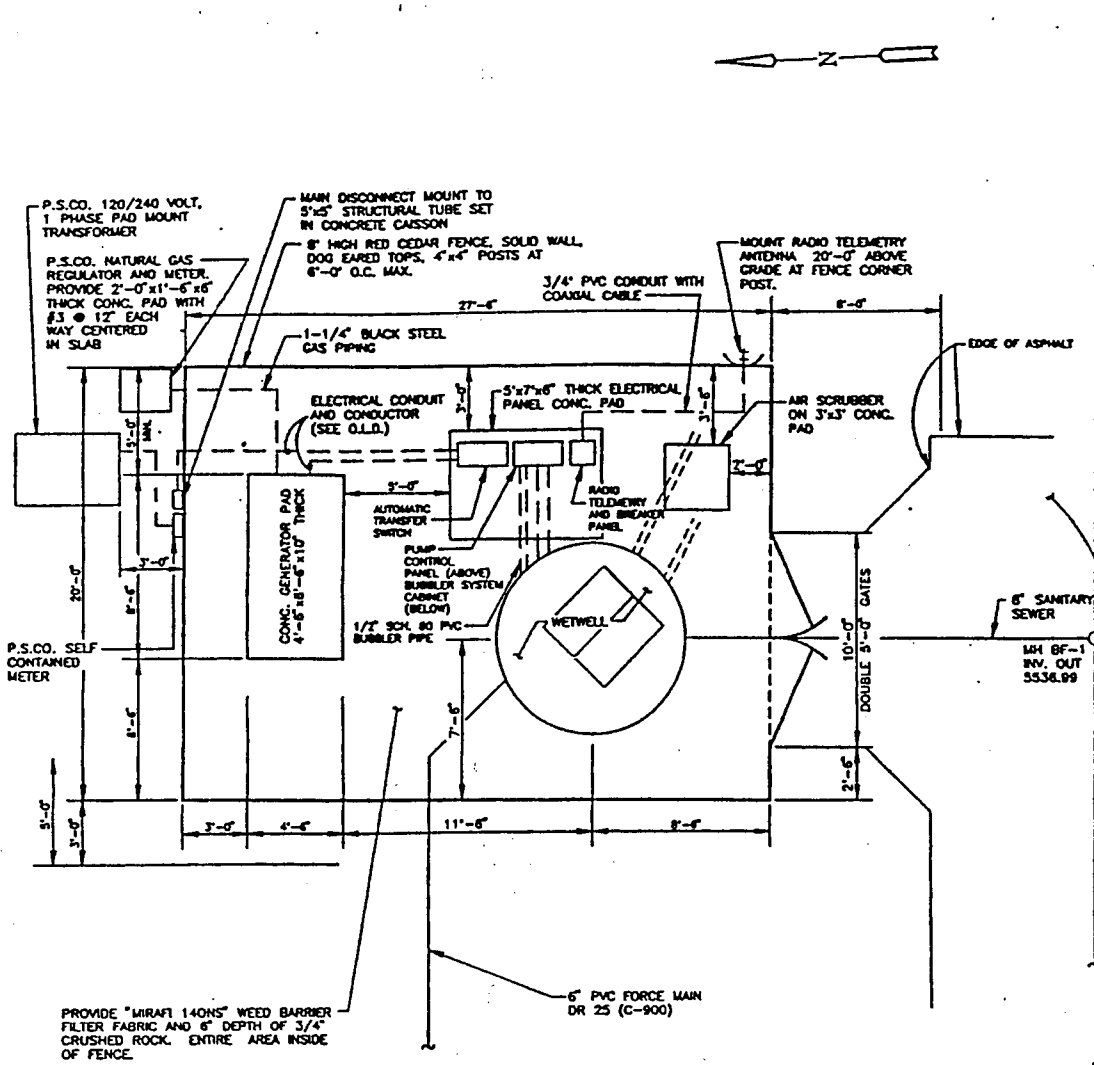 N
P.S.CO. 120/240 VOLT,
1 PHASE PAD MOUNT
TRANSFORMER
MAIN DISCONNECT MOUNT TO
5"x5" STRUCTURAL TUBE SET
IN CONCRETE CAISSON
P.S.CO. NATURAL GAS
REGULATOR AND METER.
PROVIDE 2'-0"x1'-6"x6"
THICK CONC. PAD WITH
#3 @ 12" EACH
WAY CENTERED
IN SLAB
8' HIGH RED CEDAR FENCE, SOLID WALL,
DOG EARED TOPS, 4"x4" POSTS AT
6'-0" O.C. MAX.
MOUNT RADIO TELEMETRY
ANTENNA 20'-0" ABOVE
GRADE AT FENCE CORNER
POST.
3/4" PVC CONDUIT WITH
COAXIAL CABLE
27'-6"
8'-0"
1-1/4" BLACK STEEL
GAS PIPING
EDGE OF ASPHALT
ELECTRICAL CONDUIT
AND CONDUCTOR
(SEE O.L.D.)
3'-0"
5'x7'x6" THICK ELECTRICAL
PANEL CONC. PAD
3'-6"
AIR SCRUBBER
ON 3'x3' CONC.
PAD
5'-0"
MIN.
2'-0"
5'-0"
AUTOMATIC
TRANSFER
SWITCH
RADIO
TELEMETRY
AND BREAKER
PANEL
CONC. GENERATOR PAD
4'-6"x8'-6"x10" THICK
PUMP
CONTROL
PANEL (ABOVE)
BUBBLER SYSTEM
CABINET
(BELOW)
3'-0"
20'-0"
8'-6"
1/2" SCH. 80 PVC
BUBBLER PIPE
WETWELL
10'-0"
DOUBLE 5'-0" GATES
8" SANITARY
SEWER
MH BF-1
INV. OUT
5536.99
P.S.CO. SELF
CONTAINED
METER
6'-6"
7'-6"
2'-6"
5'-0"
3'-0"
3'-0"
4'-6"
11'-6"
8'-6"
6" PVC FORCE MAIN
DR 25 (C-900)
PROVIDE "MIRAFI 140NS" WEED BARRIER
FILTER FABRIC AND 6" DEPTH OF 3/4"
CRUSHED ROCK. ENTIRE AREA INSIDE
OF FENCE.